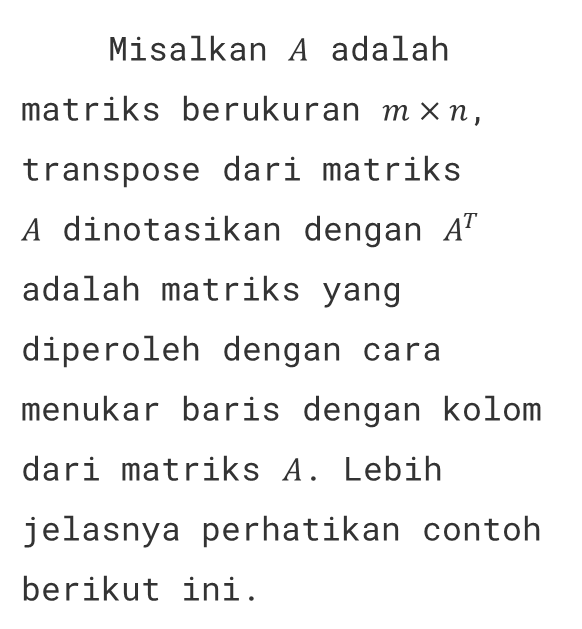 Misalkan A adalah
matriks berukuran m × n,
transpose dari matriks
A dinotasikan dengan Aᵀ
adalah matriks yang
diperoleh dengan cara
menukar baris dengan kolom
dari matriks A. Lebih
jelasnya perhatikan contoh
berikut ini.